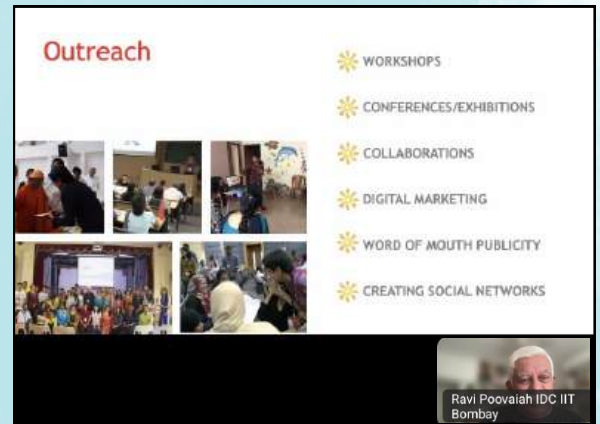 Outreach
WORKSHOPS
CONFERENCES/EXHIBITIONS
COLLABORATIONS
DIGITAL MARKETING
WORD OF MOUTH PUBLICITY
CREATING SOCIAL NETWORKS
Ravi Poovaiah IDC IIT
Bombay